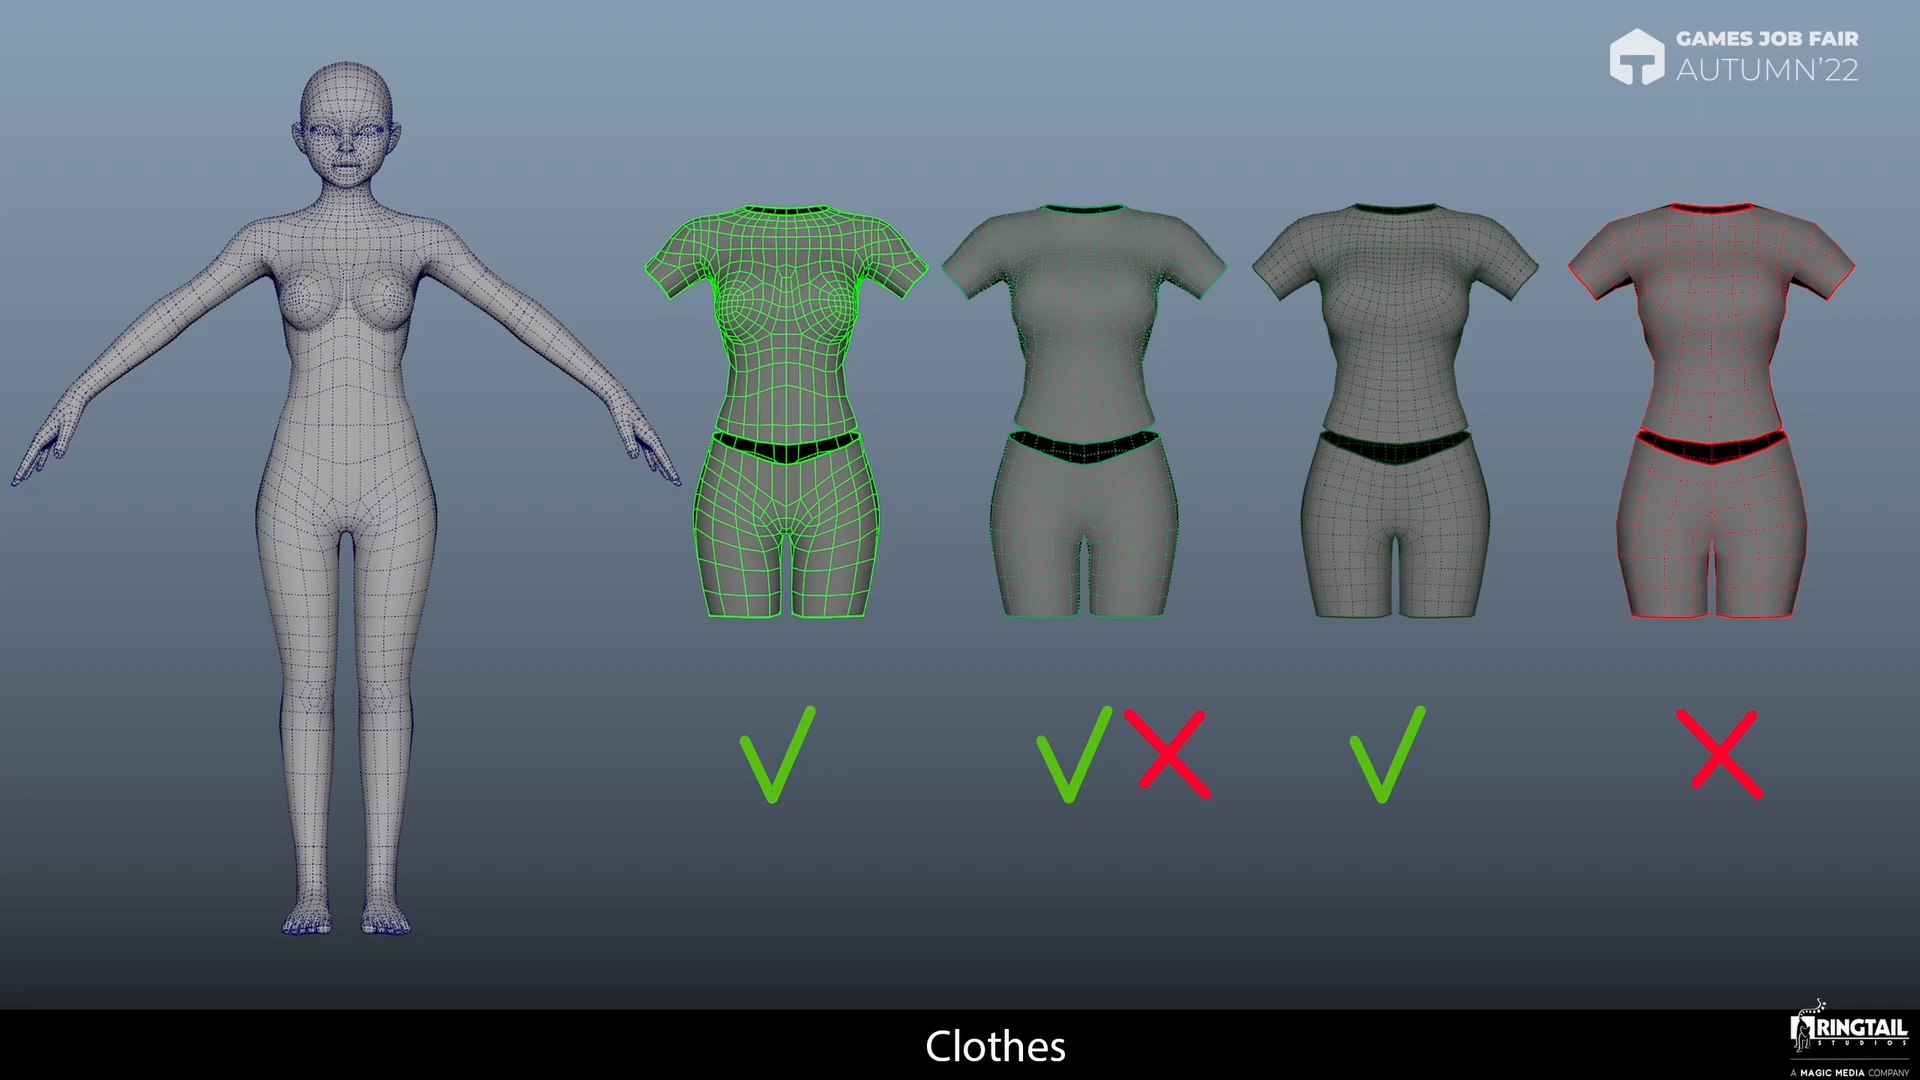 GAMES JOB FAIR
AUTUMN'22
Clothes
RINGTAIL
STUDIOS
A MAGIC MEDIA COMPANY